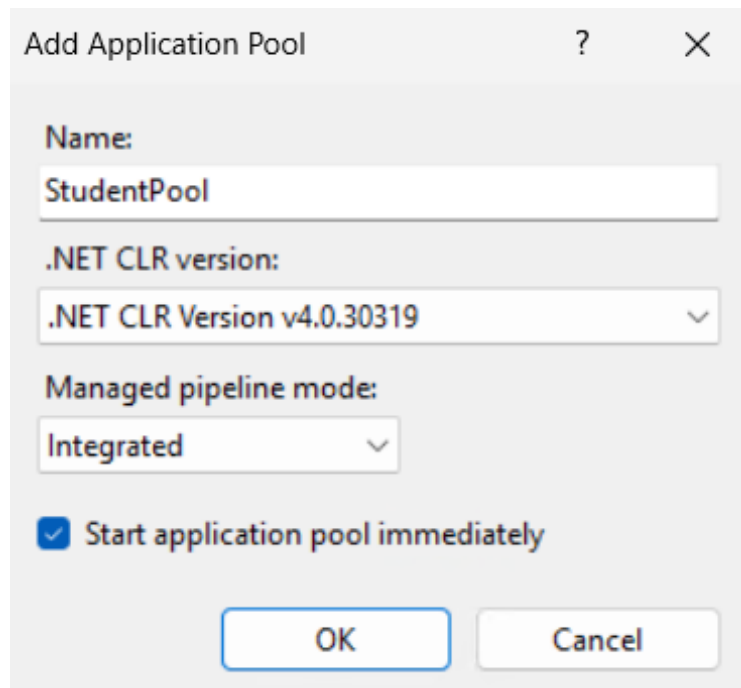 Add Application Pool ?
Name:
StudentPool
.NET CLR version:
.NET CLR Version v4.0.30319
Managed pipeline mode:
Integrated
Start application pool immediately
OK Cancel